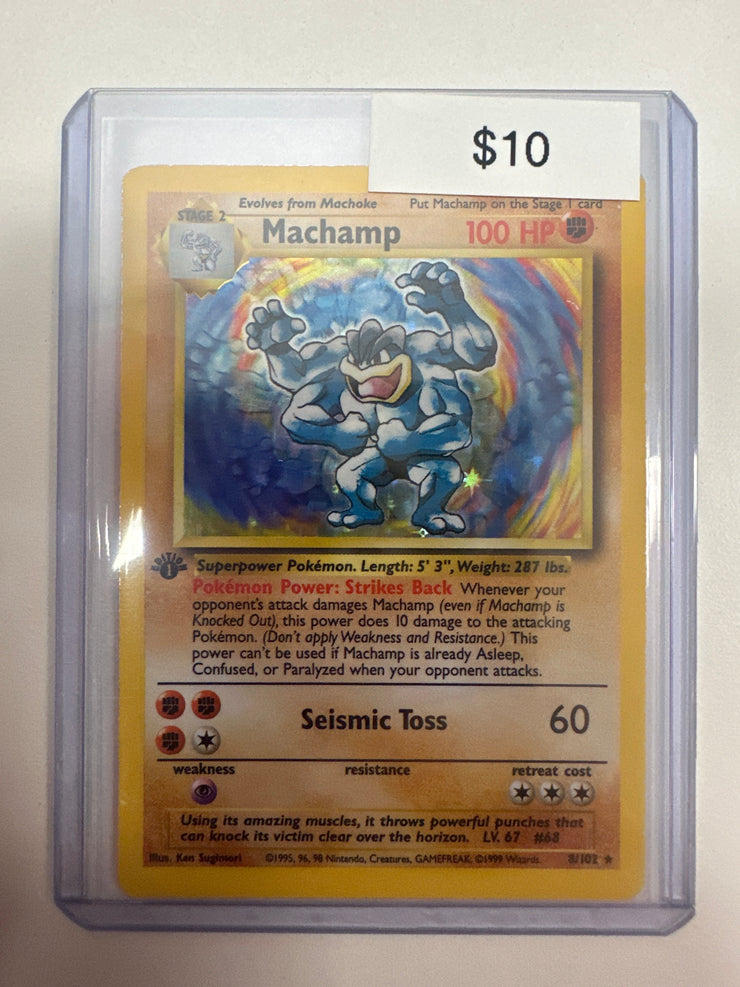 $10
Evolves from Machoke Put Machamp on the Stage 1 card
STAGE 2
Machamp 100 HP
EDITION
1
Superpower Pokémon. Length: 5' 3", Weight: 287 lbs.
Pokémon Power: Strikes Back Whenever your
opponent's attack damages Machamp (even if Machamp is
Knocked Out), this power does 10 damage to the attacking
Pokémon. (Don't apply Weakness and Resistance.) This
power can't be used if Machamp is already Asleep,
Confused, or Paralyzed when your opponent attacks.
Seismic Toss 60
weakness resistance retreat cost
Using its amazing muscles, it throws powerful punches that
can knock its victim clear over the horizon. LV. 67 #68
Illus. Ken Sugimori ©1995, 96, 98 Nintendo, Creatures, GAMEFREAK. ©1999 Wizards. 8/102 ★